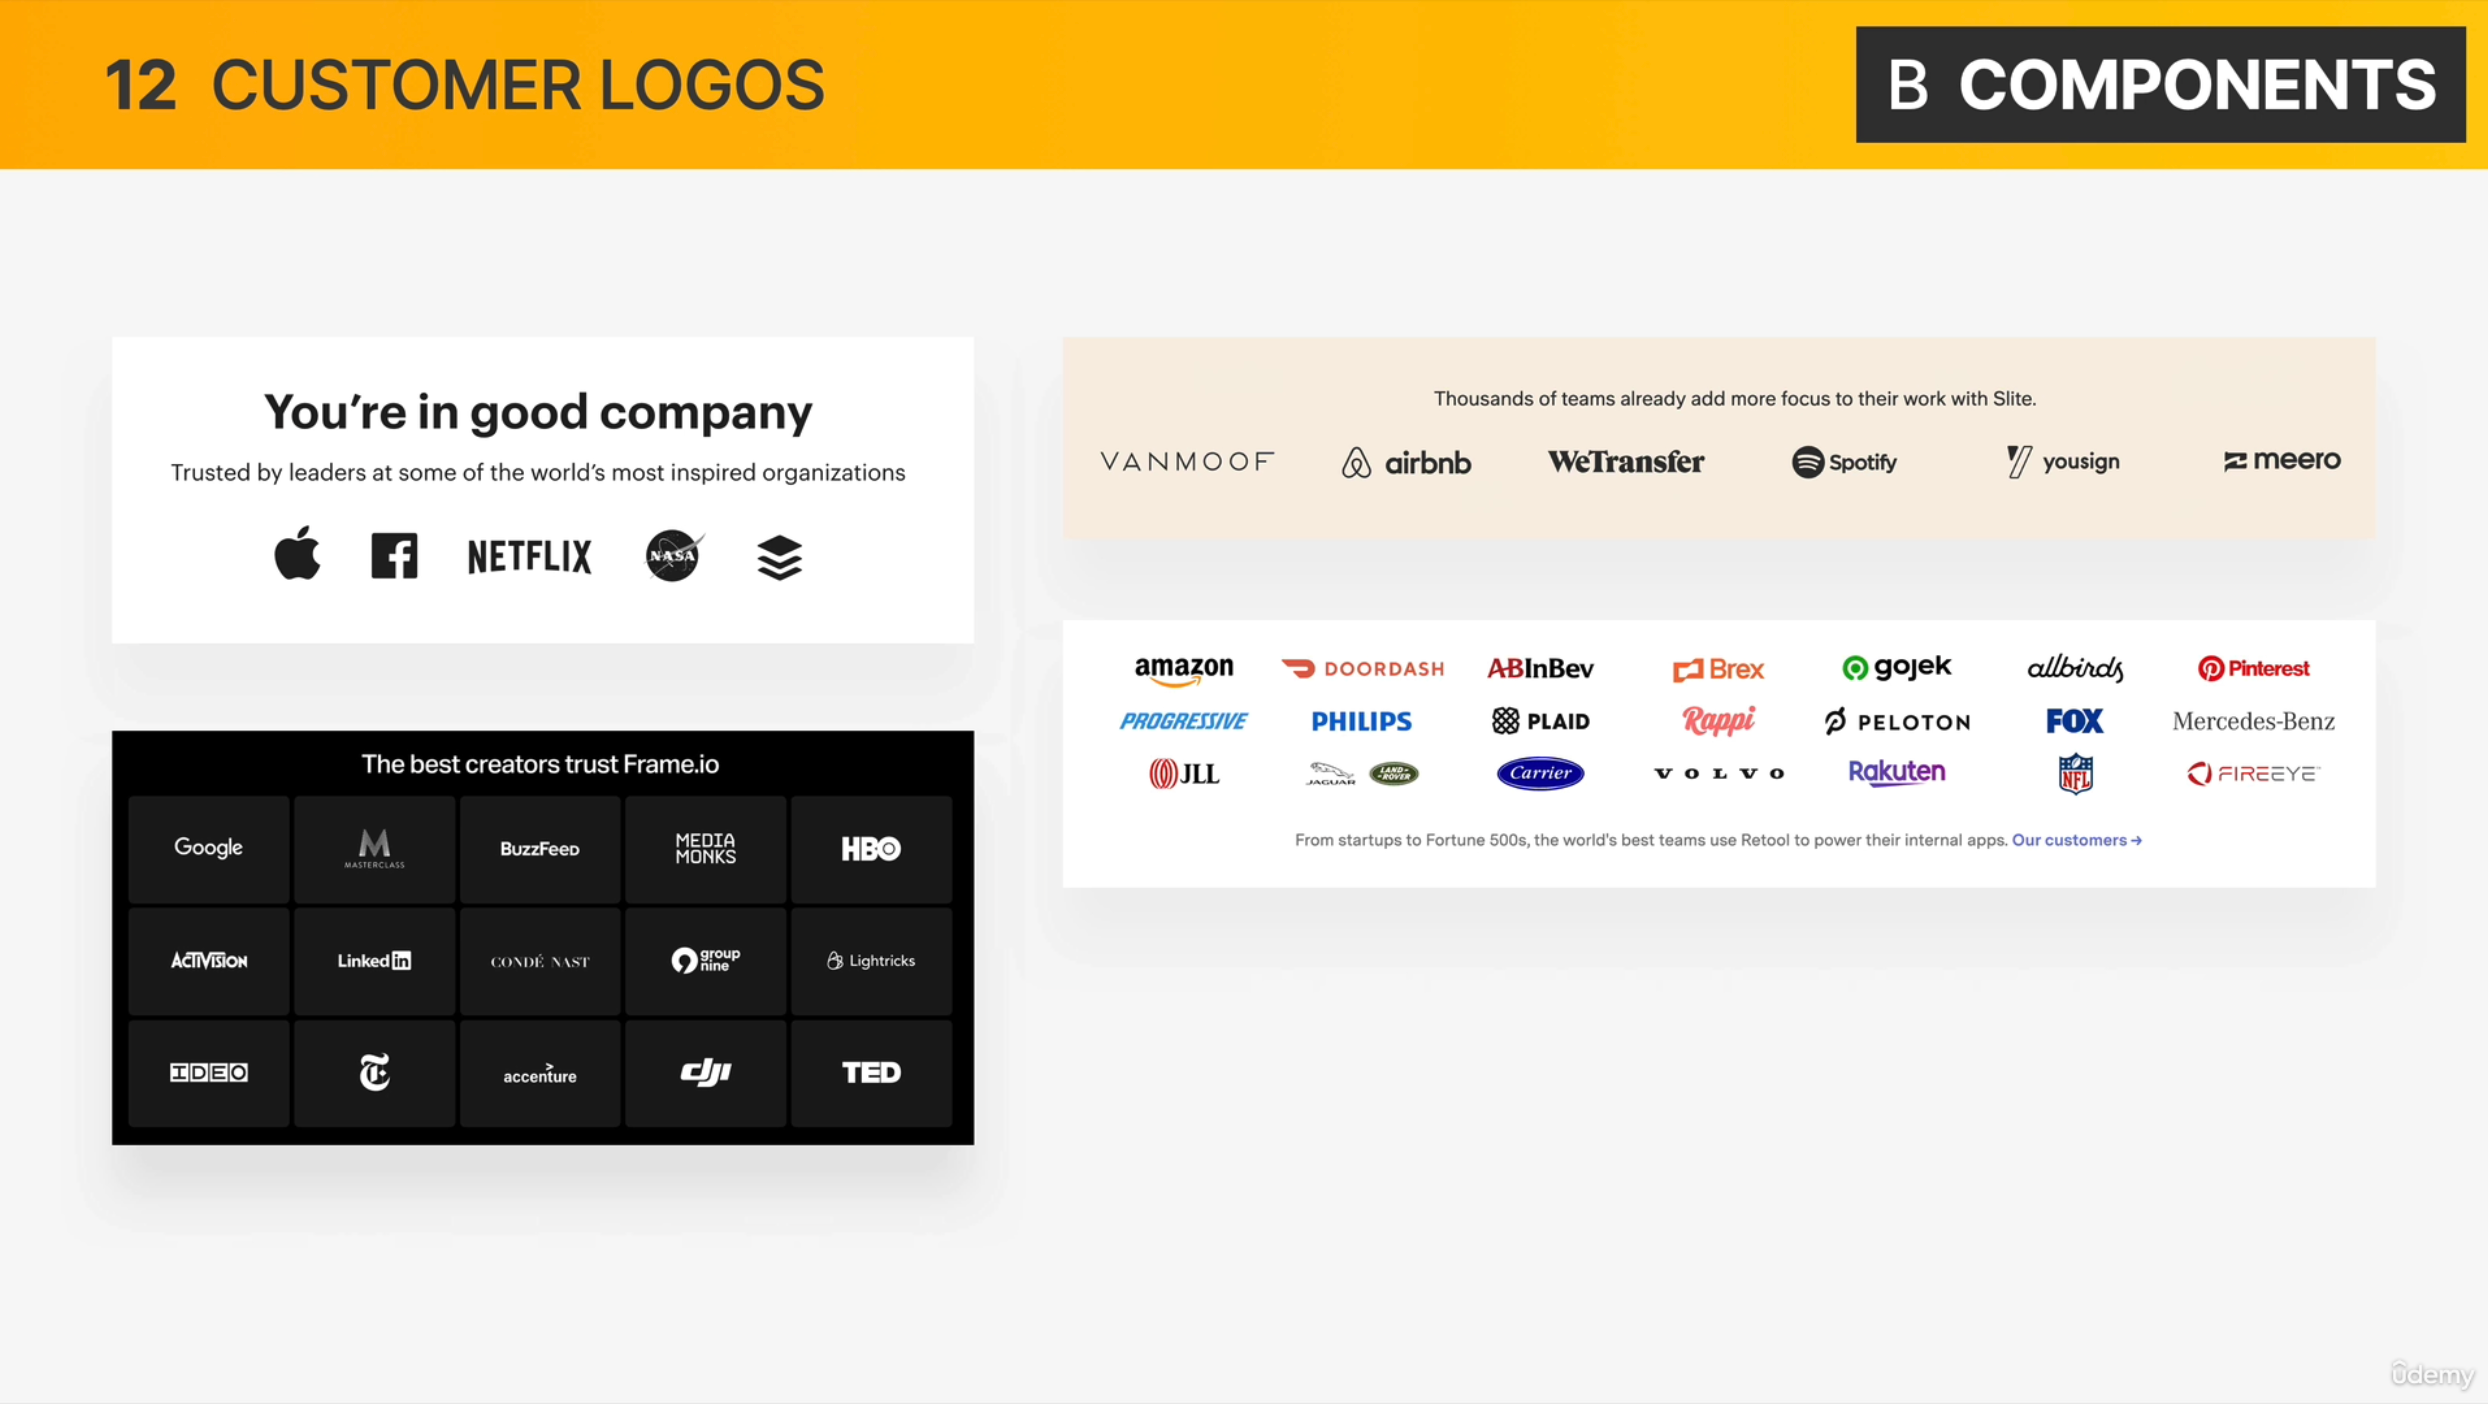 12 CUSTOMER LOGOS
B COMPONENTS
You’re in good company
Trusted by leaders at some of the world’s most inspired organizations
NETFLIX NASA
The best creators trust Frame.io
Google M MASTERCLASS BuzzFeed MEDIA MONKS HBO
ACTIVISION Linked in CONDÉ NAST group nine Lightricks
IDEO T accenture dji TED
Thousands of teams already add more focus to their work with Slite.
VANMOOF airbnb WeTransfer Spotify yousign meero
amazon DOORDASH ABInBev Brex gojek allbirds Pinterest
PROGRESSIVE PHILIPS PLAID Rappi PELOTON FOX Mercedes-Benz
JLL JAGUAR LAND-ROVER Carrier VOLVO Rakuten NFL FIREEYE™
From startups to Fortune 500s, the world's best teams use Retool to power their internal apps. Our customers →
ûdemy